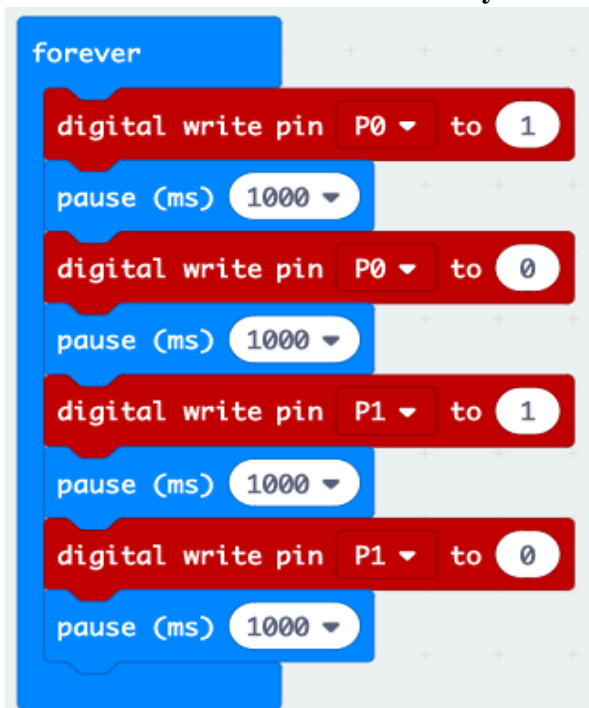 forever
digital write pin P0 to 1
pause (ms) 1000
digital write pin P0 to 0
pause (ms) 1000
digital write pin P1 to 1
pause (ms) 1000
digital write pin P1 to 0
pause (ms) 1000